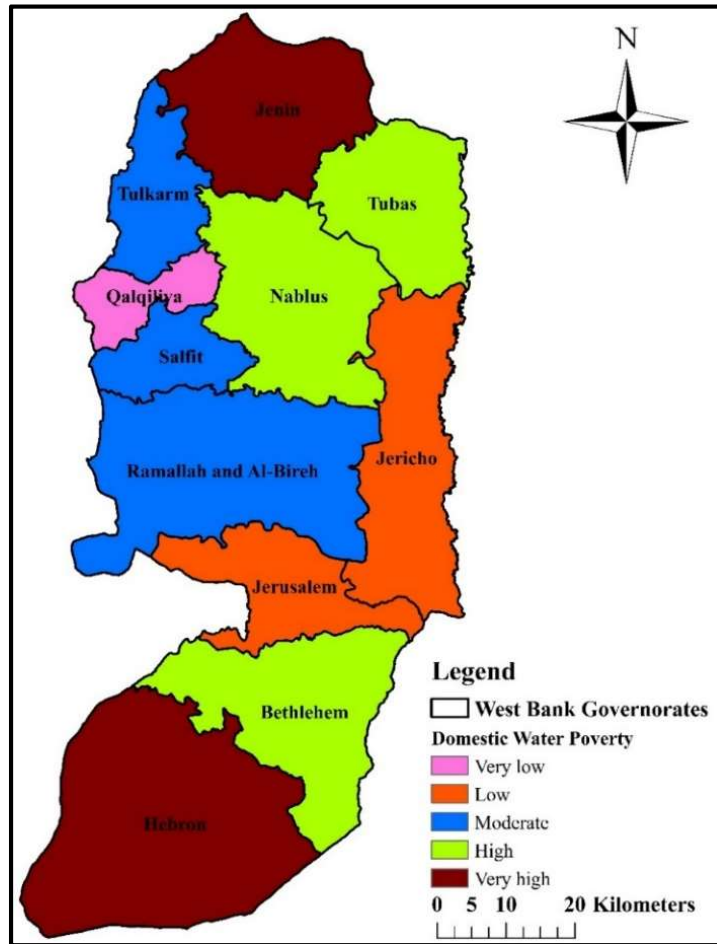 N
Jenin
Tulkarm
Tubas
Qalqiliya
Nablus
Salfit
Ramallah and Al-Bireh
Jericho
Jerusalem
Bethlehem
Hebron
Legend
West Bank Governorates
Domestic Water Poverty
Very low
Low
Moderate
High
Very high
0 5 10 20 Kilometers